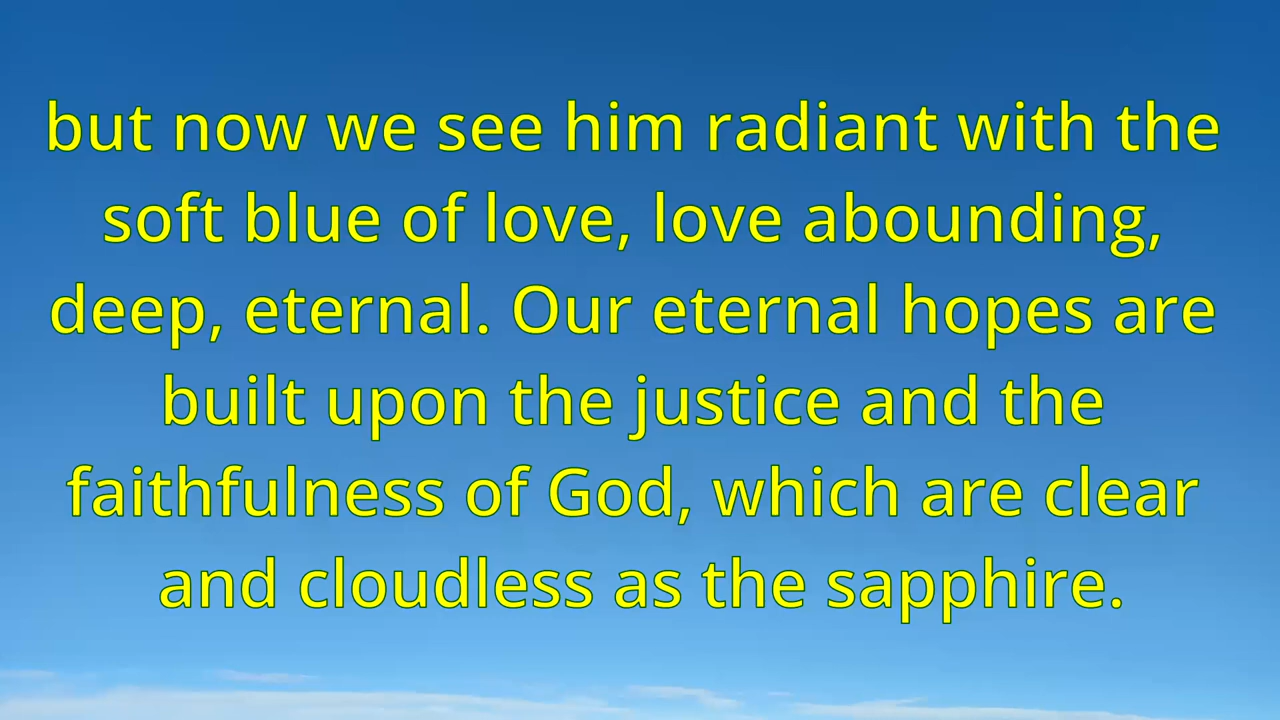 but now we see him radiant with the
soft blue of love, love abounding,
deep, eternal. Our eternal hopes are
built upon the justice and the
faithfulness of God, which are clear
and cloudless as the sapphire.